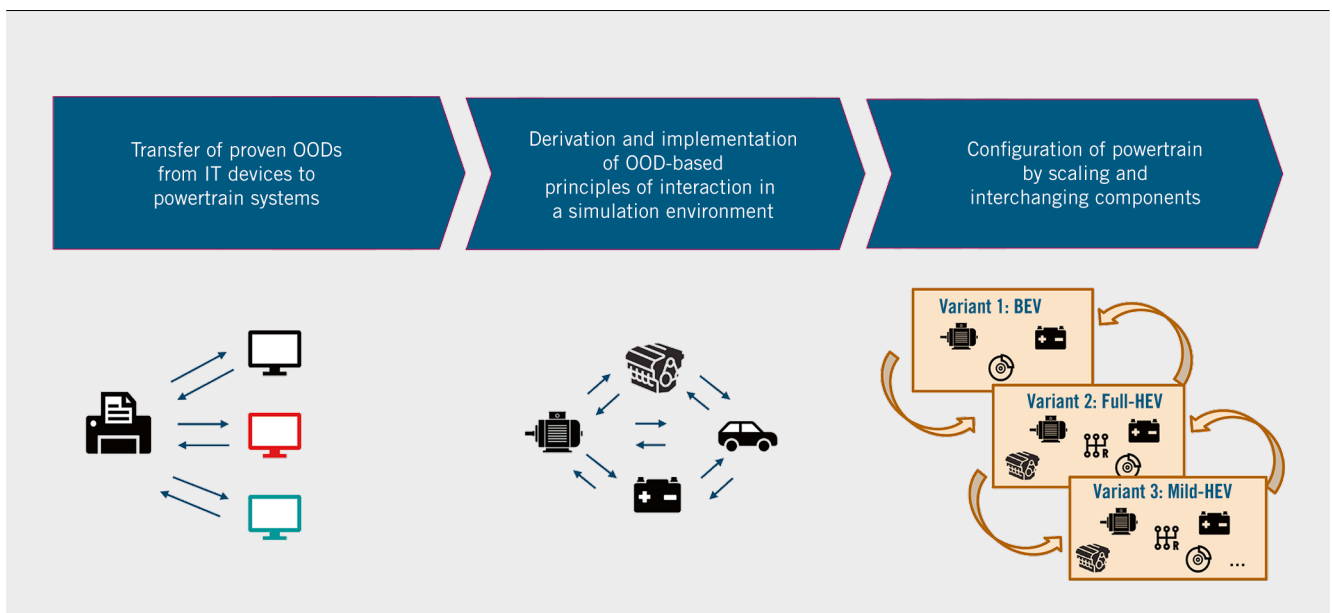 Transfer of proven OODs
from IT devices to
powertrain systems
Derivation and implementation
of OOD-based
principles of interaction in
a simulation environment
Configuration of powertrain
by scaling and
interchanging components
Variant 1: BEV
Variant 2: Full-HEV
R
Variant 3: Mild-HEV
R
...